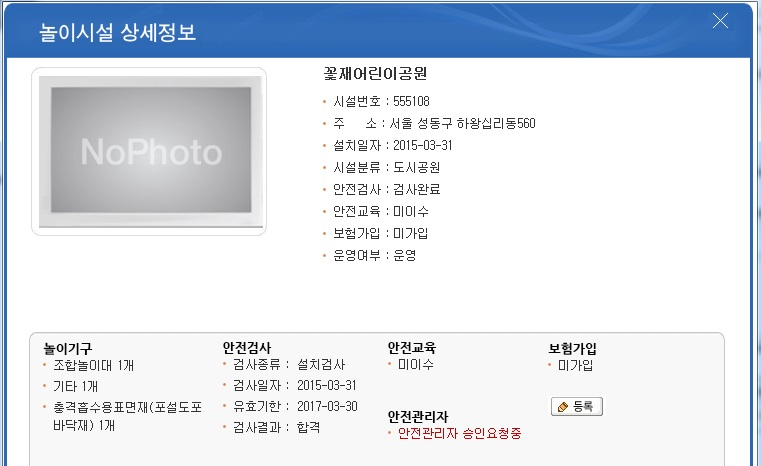 놀이시설 상세정보
NoPhoto
꽃재어린이공원
시설번호 : 555108
주 소 : 서울 성동구 하왕십리동560
설치일자 : 2015-03-31
시설분류 : 도시공원
안전검사 : 검사완료
안전교육 : 미이수
보험가입 : 미가입
운영여부 : 운영
놀이기구
조합놀이대 1개
기타 1개
충격흡수용표면재(포설도포
바닥재) 1개
안전검사
검사종류 : 설치검사
검사일자 : 2015-03-31
유효기한 : 2017-03-30
검사결과 : 합격
안전교육
미이수
안전관리자
안전관리자 승인요청중
보험가입
미가입
등록